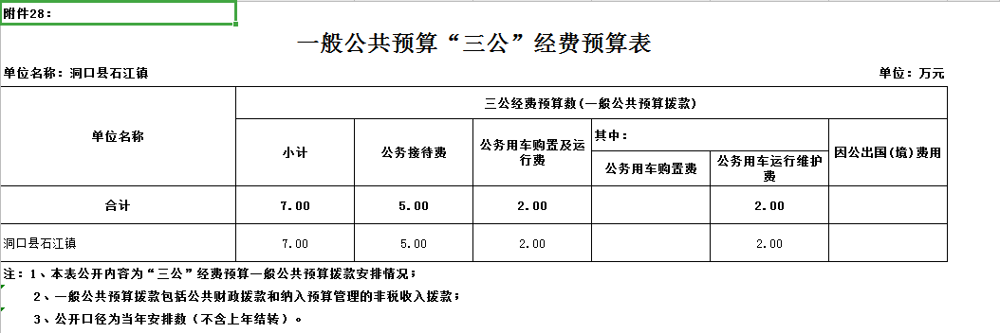 附件28:
一般公共预算“三公”经费预算表
单位名称:洞口县石江镇 单位:万元
单位名称 三公经费预算数(一般公共预算拨款)
小计 公务接待费 公务用车购置及运行费 其中: 因公出国(境)费用
公务用车购置费 公务用车运行维护费
合计 7.00 5.00 2.00 2.00
洞口县石江镇 7.00 5.00 2.00 2.00
注:1、本表公开内容为“三公”经费预算一般公共预算拨款安排情况;
2、一般公共预算拨款包括公共财政拨款和纳入预算管理的非税收入拨款;
3、公开口径为当年安排数(不含上年结转)。